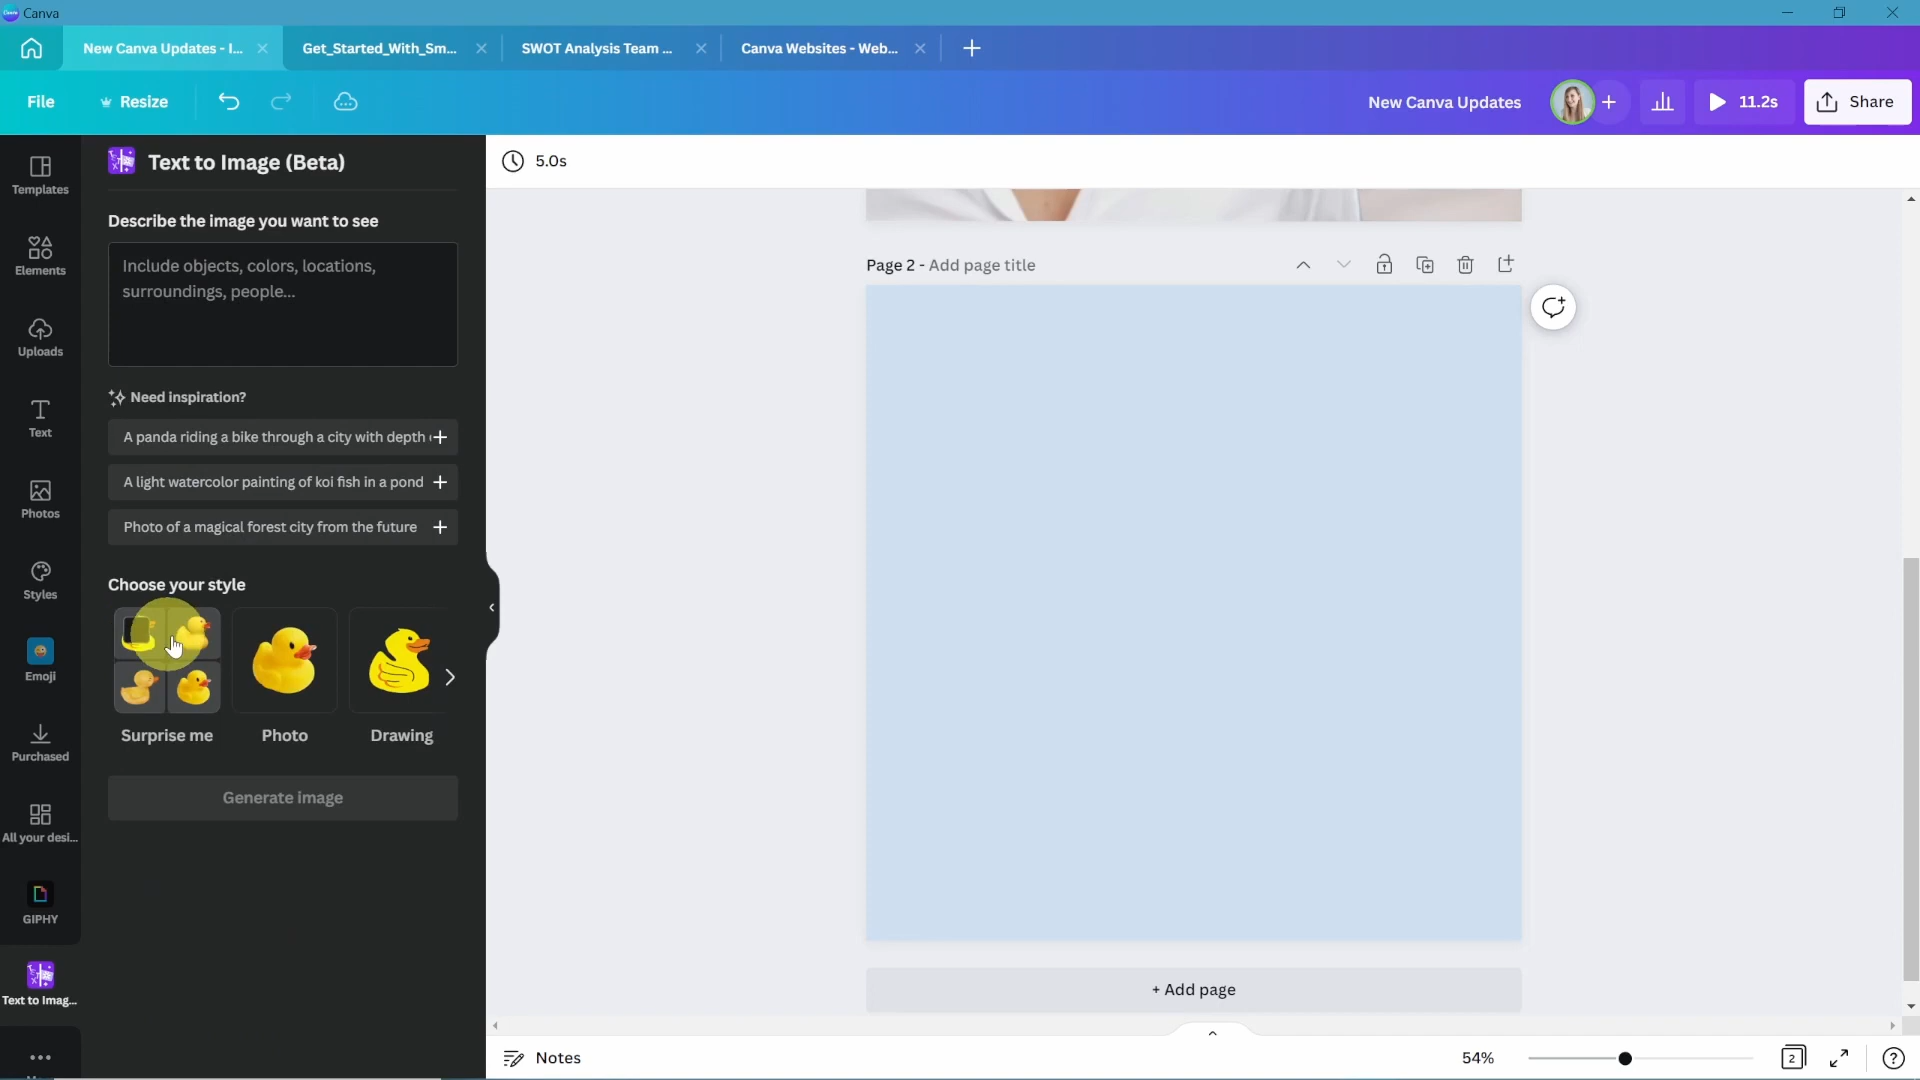 Canva
New Canva Updates - I...
Get_Started_With_Sm...
SWOT Analysis Team ...
Canva Websites - Web...
File
Resize
New Canva Updates
11.2s
Share
Templates
Elements
Uploads
Text
Photos
Styles
Emoji
Purchased
All your desi...
GIPHY
Text to Imag...
Text to Image (Beta)
Describe the image you want to see
Include objects, colors, locations,
surroundings, people...
Need inspiration?
A panda riding a bike through a city with depth
A light watercolor painting of koi fish in a pond
Photo of a magical forest city from the future
Choose your style
Surprise me
Photo
Drawing
Generate image
5.0s
Page 2 - Add page title
+ Add page
Notes
54%
2